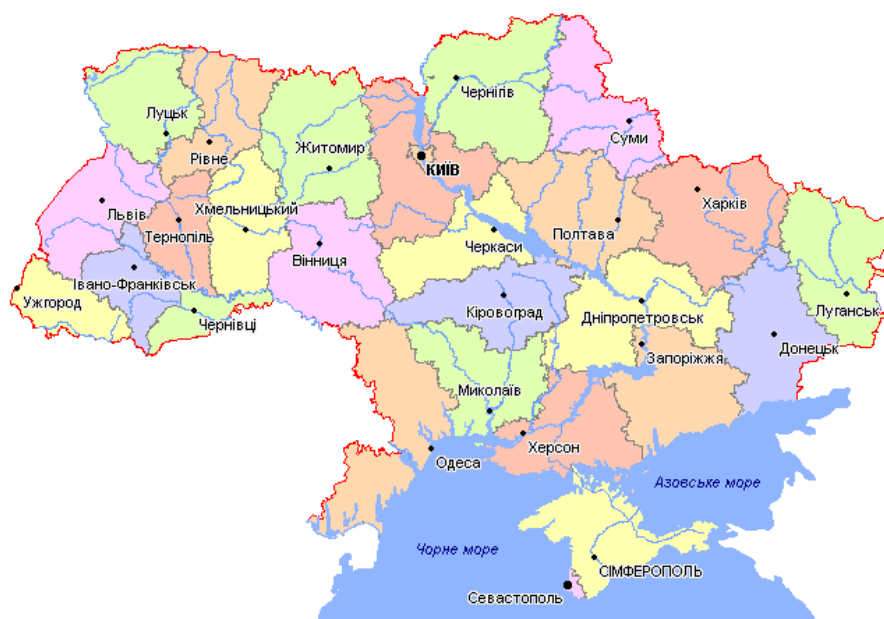 Чернігів
Луцьк
Суми
Рівне
Житомир
КИЇВ
Львів
Хмельницький
Харків
Тернопіль
Полтава
Черкаси
Вінниця
Івано-Франківськ
Ужгород
Кіровоград
Луганськ
Чернівці
Дніпропетровськ
Донецьк
Запоріжжя
Миколаїв
Херсон
Одеса
Азовське море
Чорне море
СІМФЕРОПОЛЬ
Севастополь